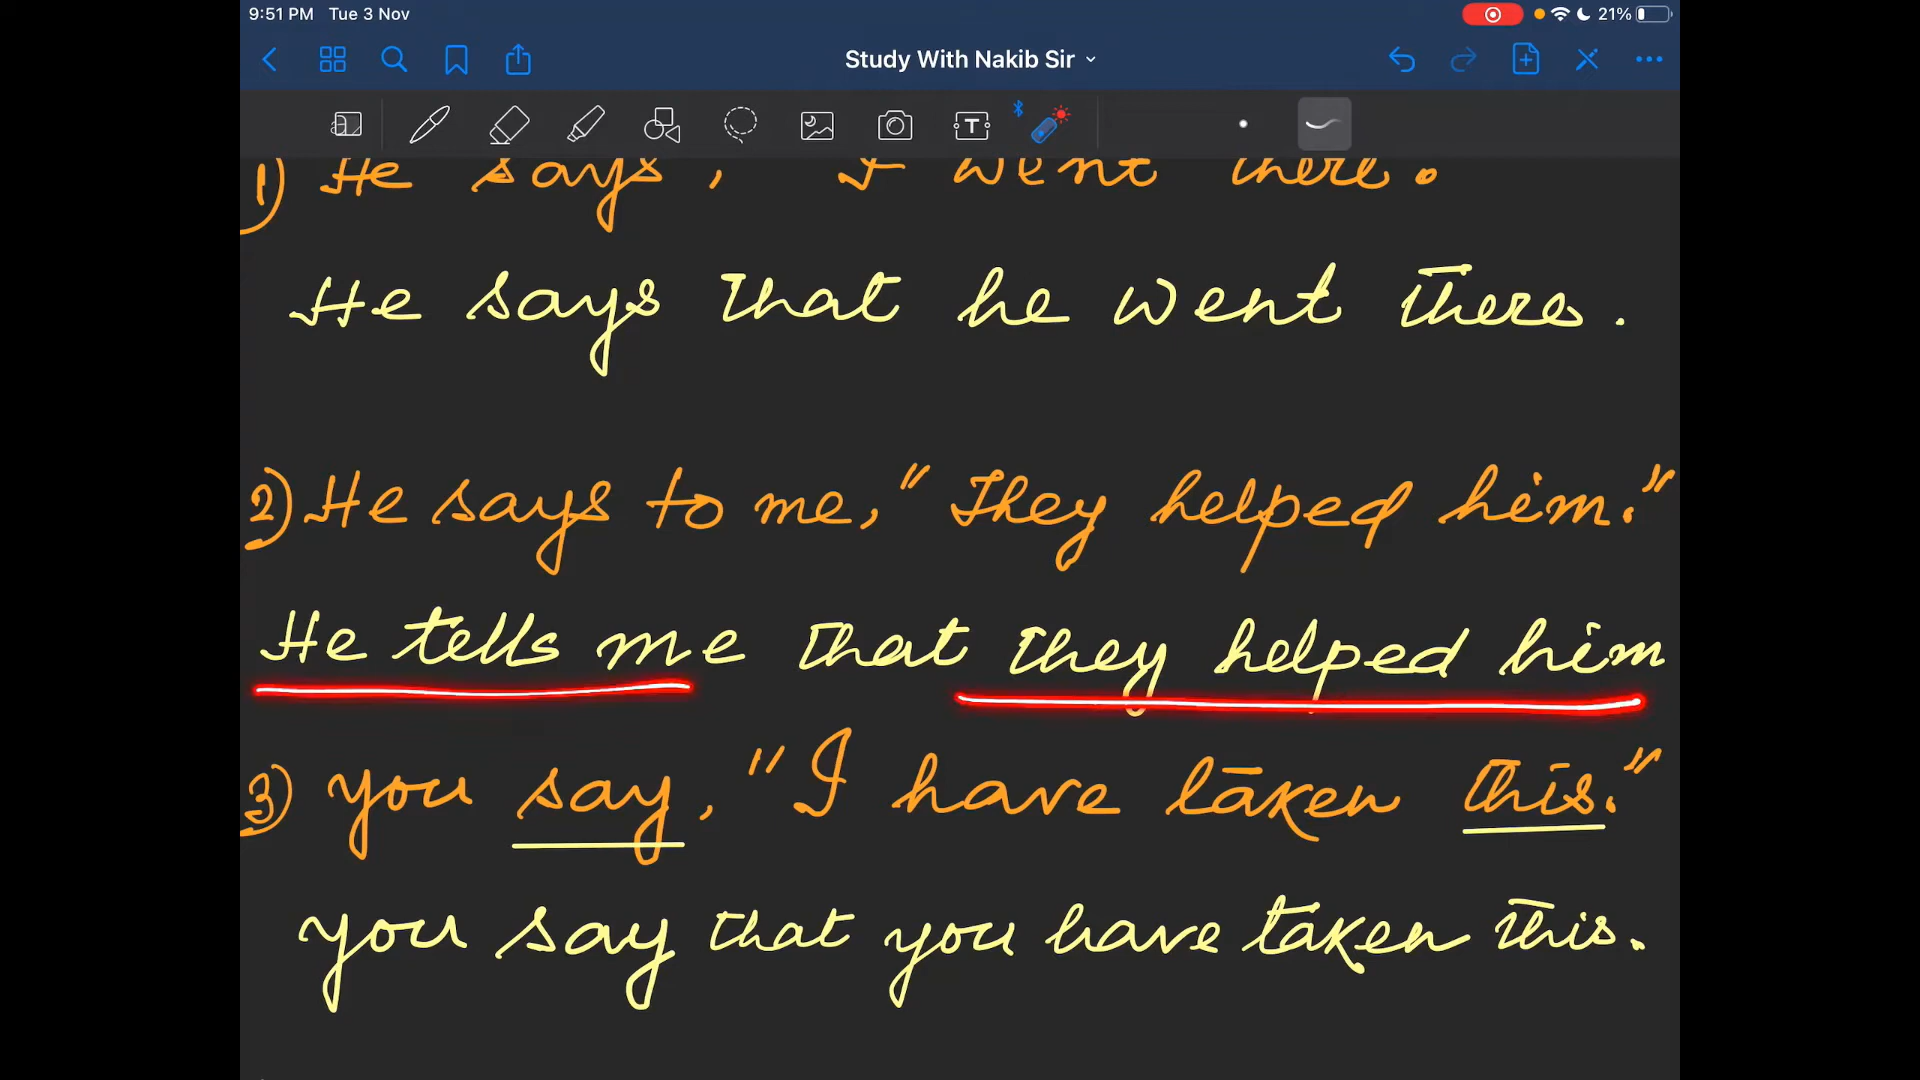 9:51 PM Tue 3 Nov 21%
Study With Nakib Sir
1) He says, I went there.
He says that he went there.
2) He says to me, "They helped him."
He tells me that they helped him
3) you say, "I have taken this."
you say that you have taken this.